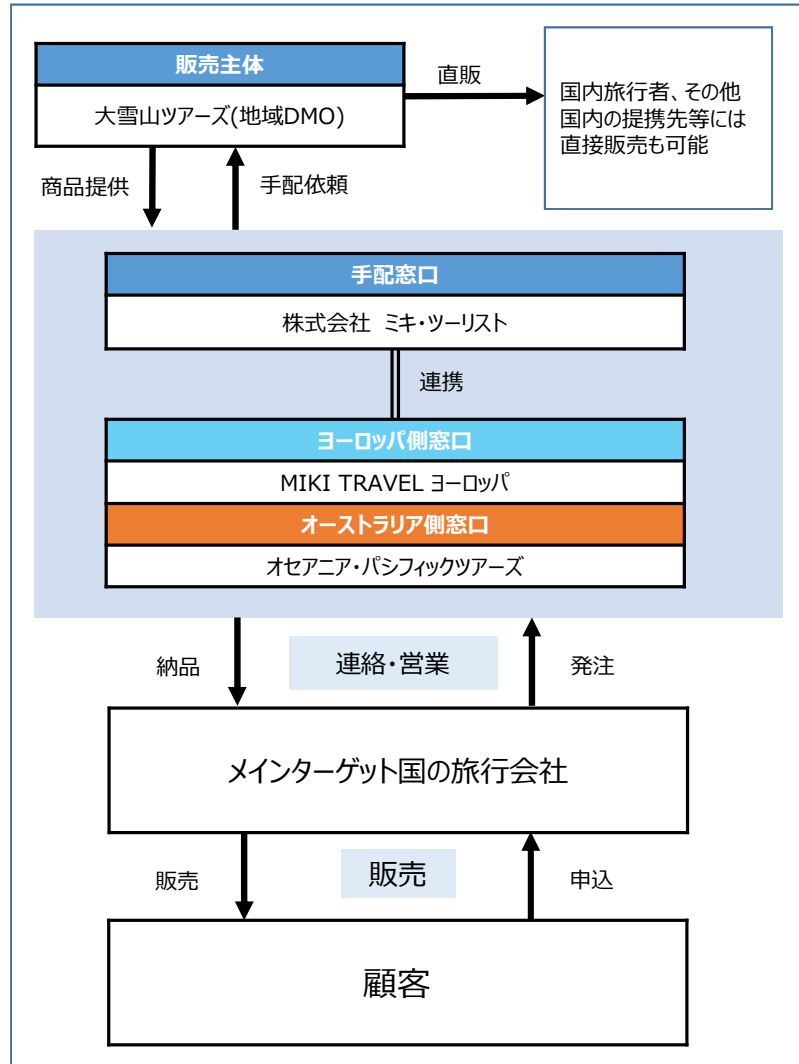 販売主体
大雪山ツアーズ(地域DMO)
直販
国内旅行者、その他
国内の提携先等には
直接販売も可能
商品提供
手配依頼
手配窓口
株式会社 ミキ・ツーリスト
連携
ヨーロッパ側窓口
MIKI TRAVEL ヨーロッパ
オーストラリア側窓口
オセアニア・パシフィックツアーズ
納品
連絡・営業
発注
メインターゲット国の旅行会社
販売
販売
申込
顧客